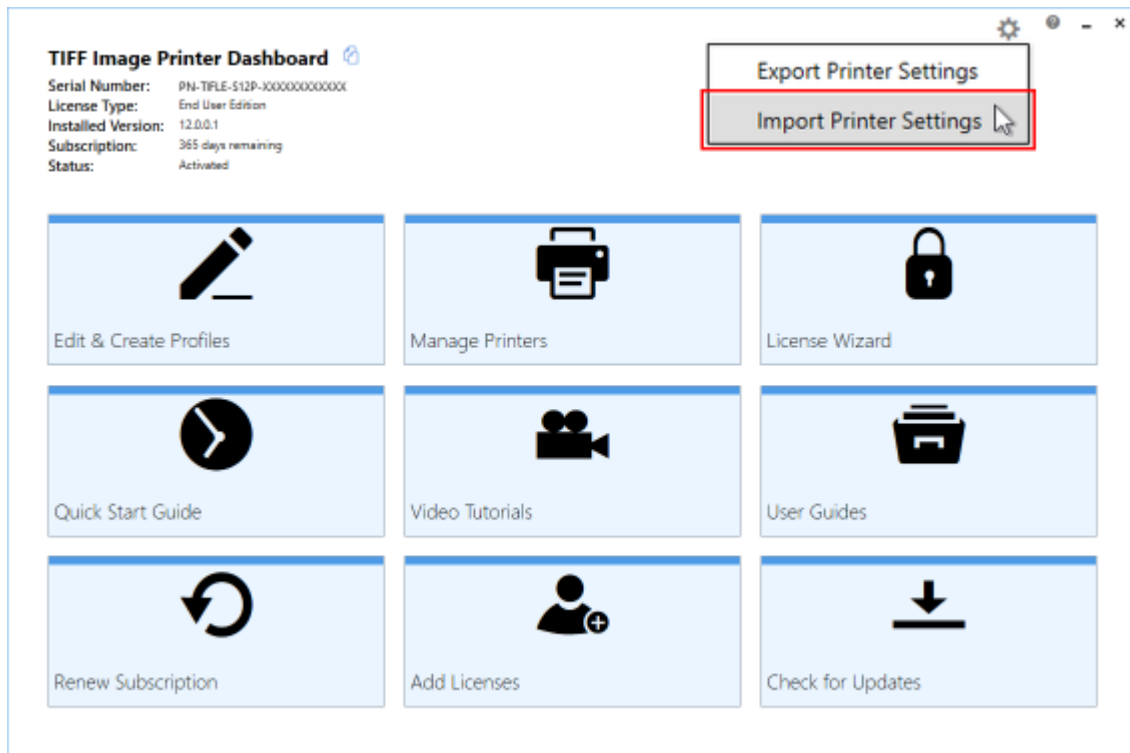 TIFF Image Printer Dashboard
Serial Number: PN-TIFLE-S12P-XXXXXXXXXXXX
License Type: End User Edition
Installed Version: 12.0.0.1
Subscription: 365 days remaining
Status: Activated
Export Printer Settings
Import Printer Settings
Edit & Create Profiles
Manage Printers
License Wizard
Quick Start Guide
Video Tutorials
User Guides
Renew Subscription
Add Licenses
Check for Updates